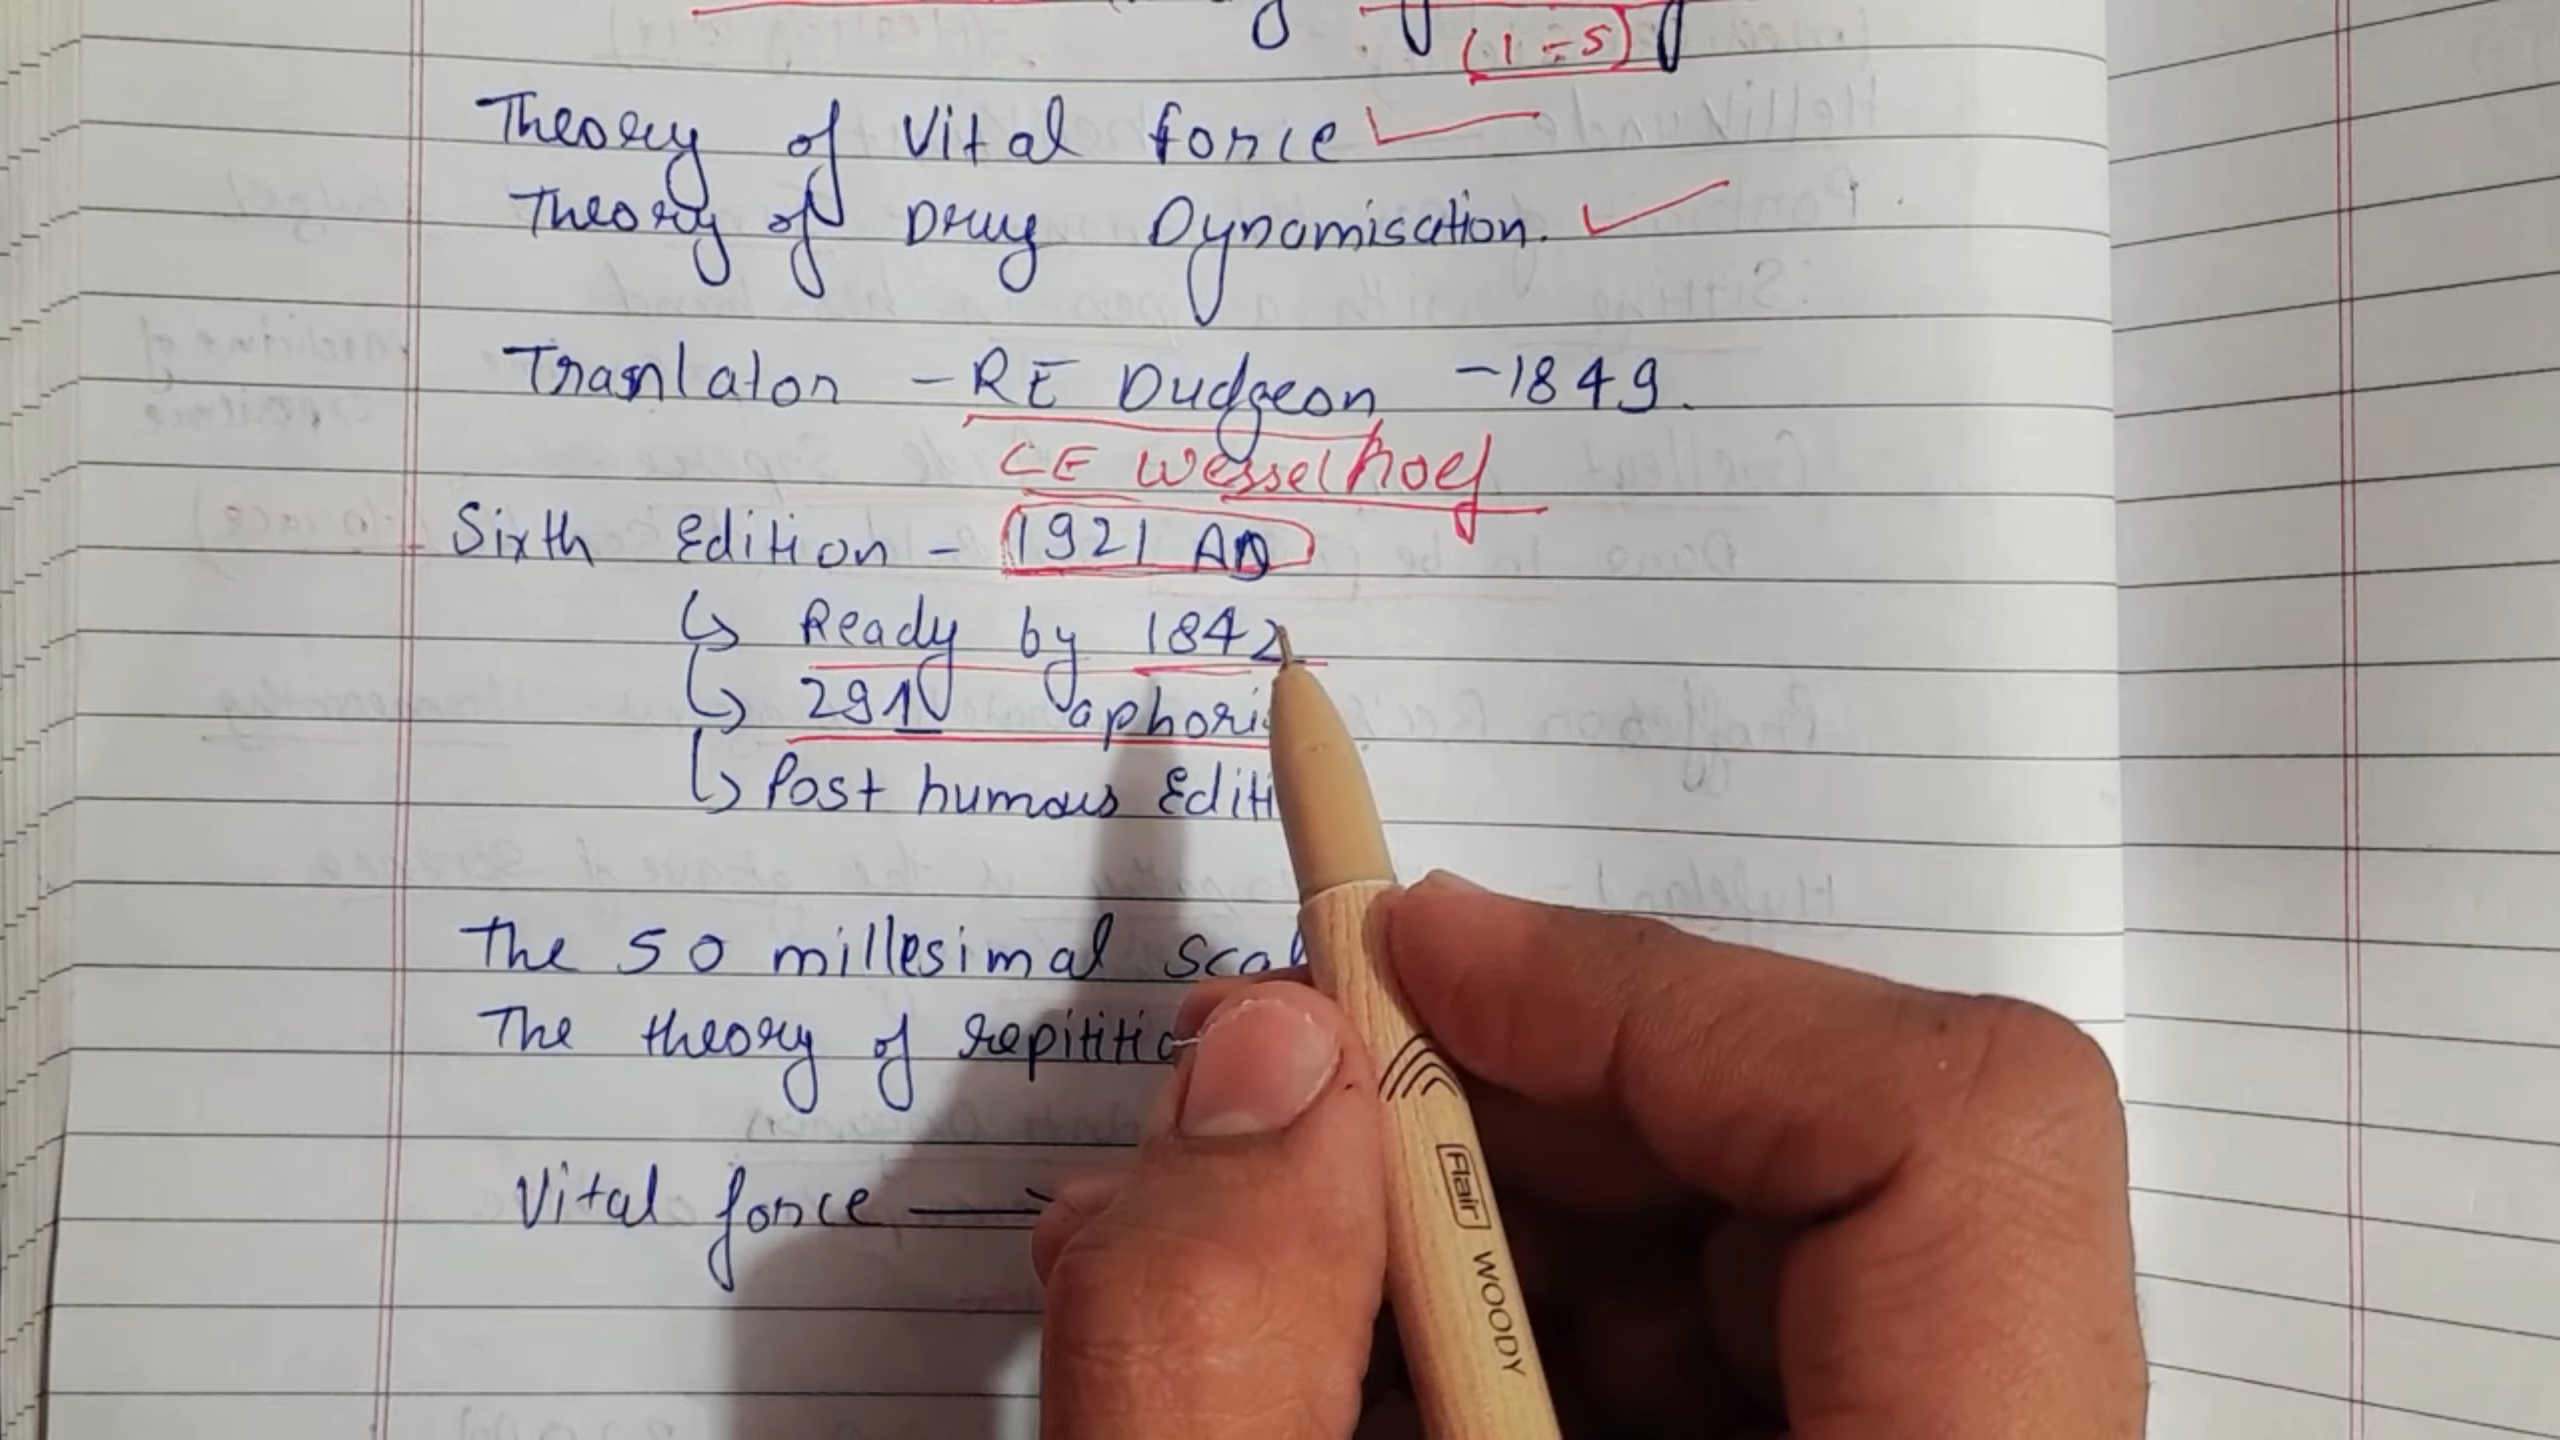 (1-5)
Theory of Vital force
Theory of Drug Dynamisation.
Tranlator - RE Dudgeon - 1849.
CE Wesselhoef
Sixth Edition - 1921 AD
Ready by 1842
291 aphoris
Post humous Editi
The 50 millesimal scal
The theory of repititio
Vital force
Flair WOODY